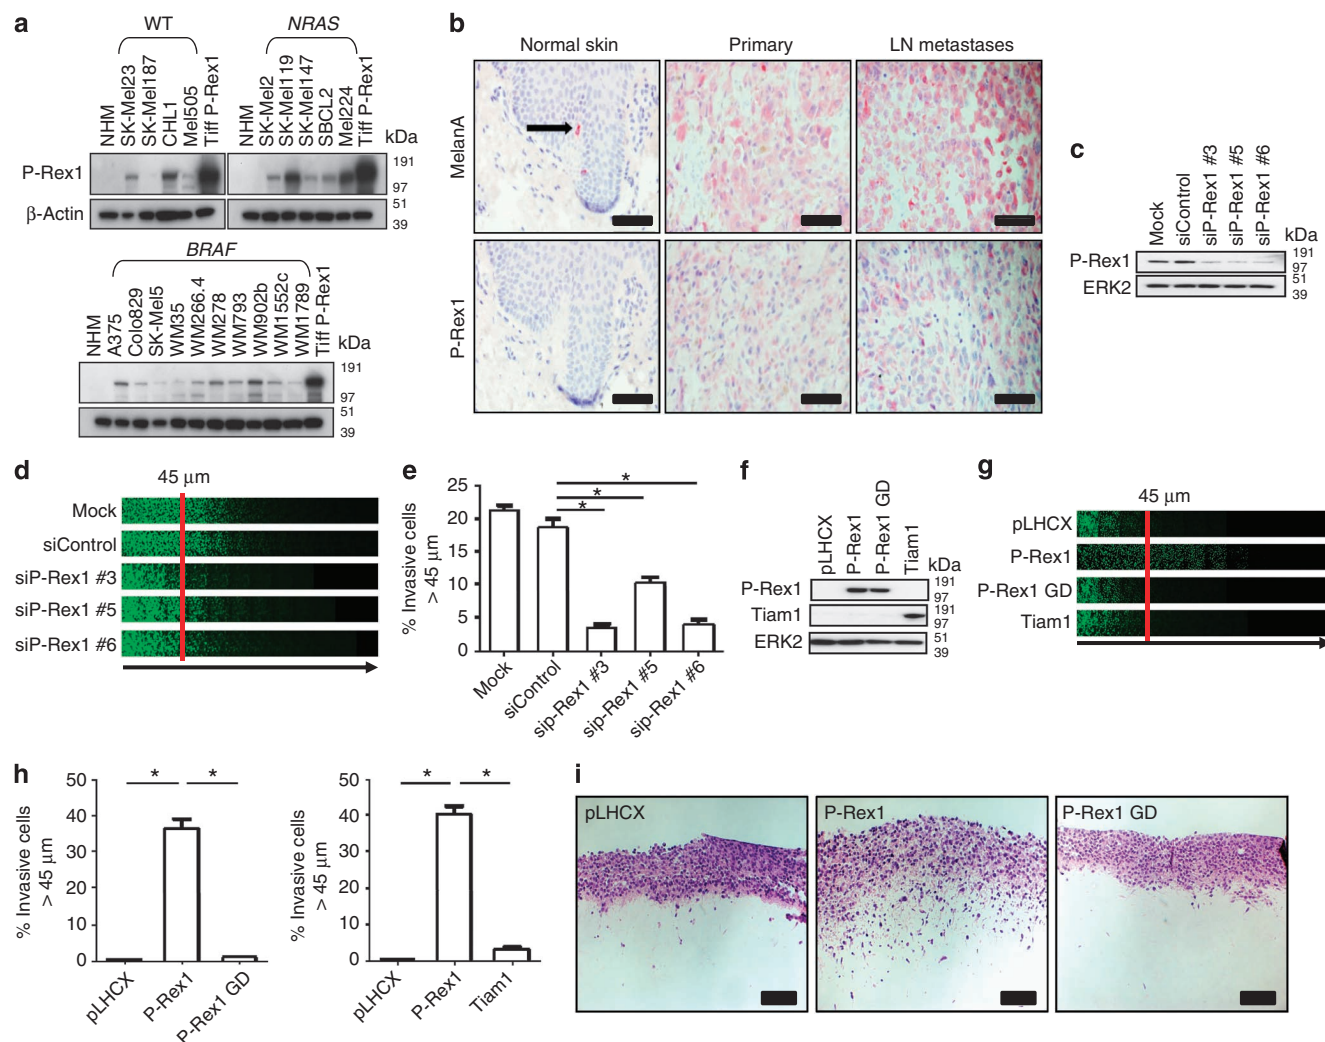 a
WT
NRAS
NHM
SK-Mel23
SK-Mel187
CHL1
Mel505
Tiff P-Rex1
NHM
SK-Mel2
SK-Mel119
SK-Mel147
SBCL2
Mel224
Tiff P-Rex1
kDa
P-Rex1
191
97
β-Actin
51
39
BRAF
NHM
A375
Colo829
SK-Mel5
WM35
WM266.4
WM278
WM793
WM902b
WM1552c
WM1789
Tiff P-Rex1
kDa
191
97
51
39
b
Normal skin
Primary
LN metastases
MelanA
P-Rex1
c
Mock
siControl
siP-Rex1 #3
siP-Rex1 #5
siP-Rex1 #6
kDa
P-Rex1
191
97
ERK2
51
39
d
45 μm
Mock
siControl
siP-Rex1 #3
siP-Rex1 #5
siP-Rex1 #6
e
% Invasive cells
> 45 μm
25
20
15
10
5
0
*
*
*
Mock
siControl
sip-Rex1 #3
sip-Rex1 #5
sip-Rex1 #6
f
pLHCX
P-Rex1
P-Rex1 GD
Tiam1
kDa
P-Rex1
191
97
Tiam1
191
97
ERK2
51
39
g
45 μm
pLHCX
P-Rex1
P-Rex1 GD
Tiam1
h
% Invasive cells
> 45 μm
50
40
30
20
10
0
* *
pLHCX
P-Rex1
P-Rex1 GD
% Invasive cells
> 45 μm
50
40
30
20
10
0
* *
pLHCX
P-Rex1
Tiam1
i
pLHCX
P-Rex1
P-Rex1 GD